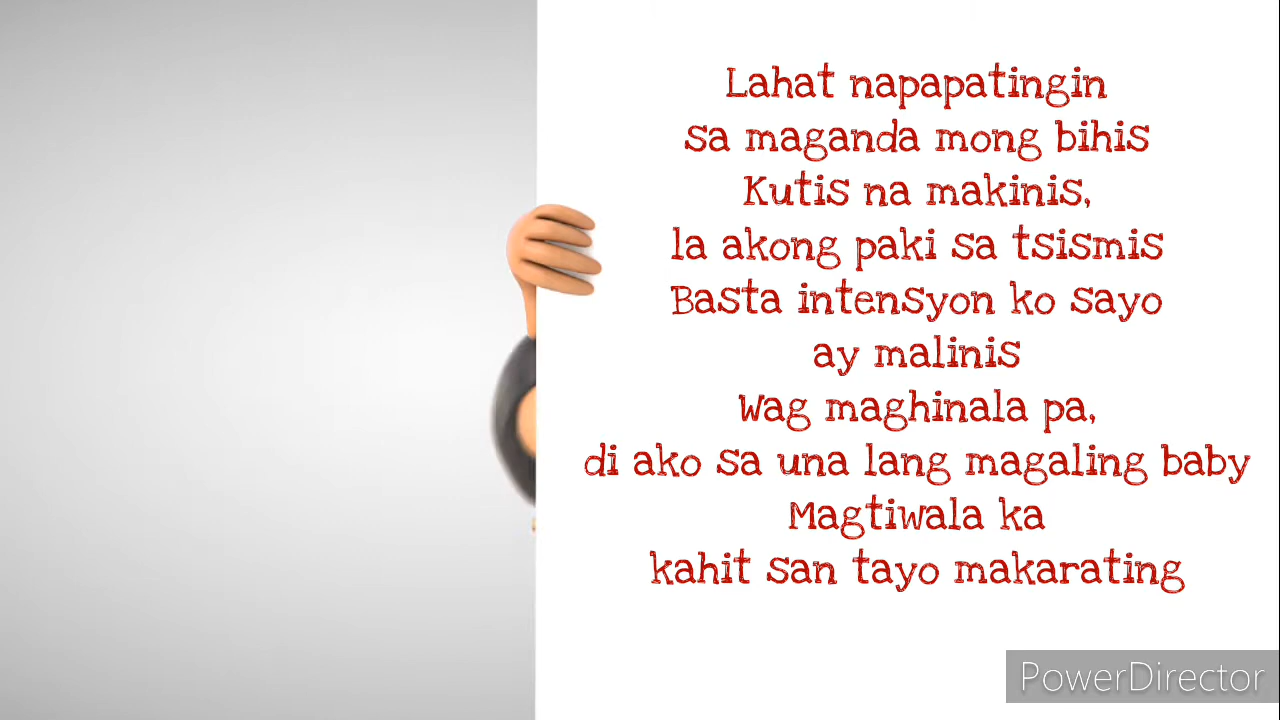 Lahat napapatingin
sa maganda mong bihis
Kutis na makinis,
la akong paki sa tsismis
Basta intensyon ko sayo
ay malinis
Wag maghinala pa,
di ako sa una lang magaling baby
Magtiwala ka
kahit san tayo makarating
PowerDirector